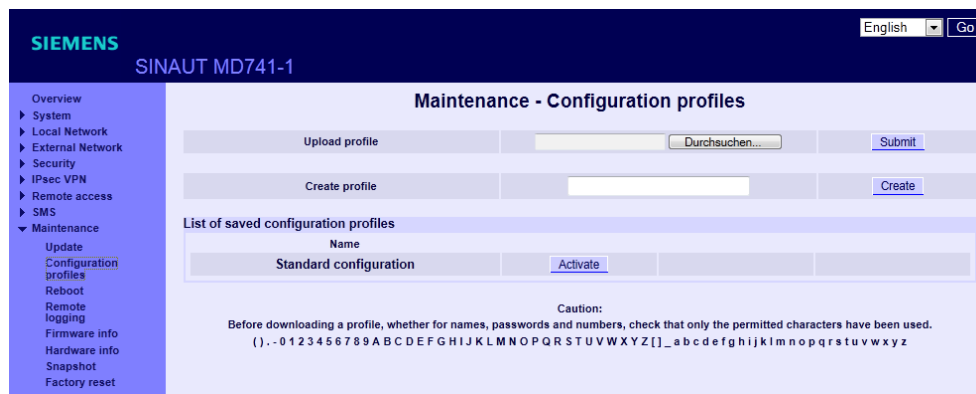 English
Go
SIEMENS
SINAUT MD741-1
Overview
System
Local Network
External Network
Security
IPsec VPN
Remote access
SMS
Maintenance
Update
Configuration
profiles
Reboot
Remote
logging
Firmware info
Hardware info
Snapshot
Factory reset
Maintenance - Configuration profiles
Upload profile
Durchsuchen...
Submit
Create profile
Create
List of saved configuration profiles
Name
Standard configuration
Activate
Caution:
Before downloading a profile, whether for names, passwords and numbers, check that only the permitted characters have been used.
( ) . - 0 1 2 3 4 5 6 7 8 9 A B C D E F G H I J K L M N O P Q R S T U V W X Y Z [ ] _ a b c d e f g h i j k l m n o p q r s t u v w x y z